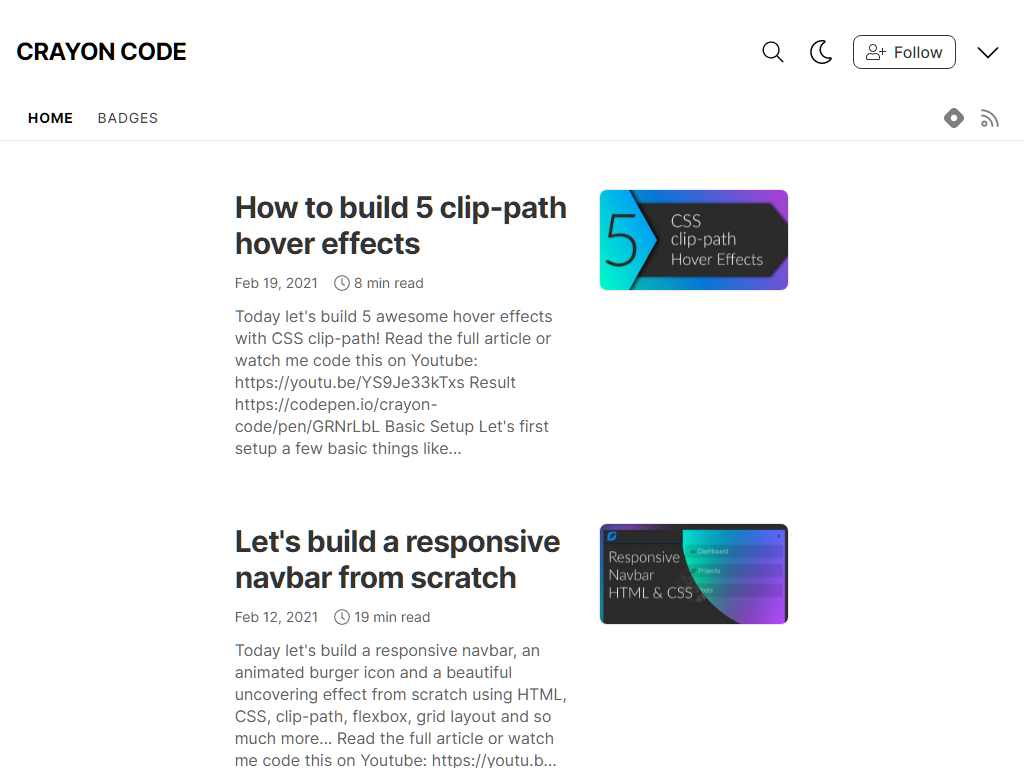 CRAYON CODE
Follow
HOME
BADGES
How to build 5 clip-path
hover effects
Feb 19, 2021
8 min read
Today let's build 5 awesome hover effects
with CSS clip-path! Read the full article or
watch me code this on Youtube:
https://youtu.be/YS9Je33kTxs Result
https://codepen.io/crayon-
code/pen/GRNrLbL Basic Setup Let's first
setup a few basic things like...
5
CSS
clip-path
Hover Effects
Let's build a responsive
navbar from scratch
Feb 12, 2021
19 min read
Today let's build a responsive navbar, an
animated burger icon and a beautiful
uncovering effect from scratch using HTML,
CSS, clip-path, flexbox, grid layout and so
much more... Read the full article or watch
me code this on Youtube: https://youtu.b...
Responsive
Navbar
HTML & CSS
Dashboard
Projects